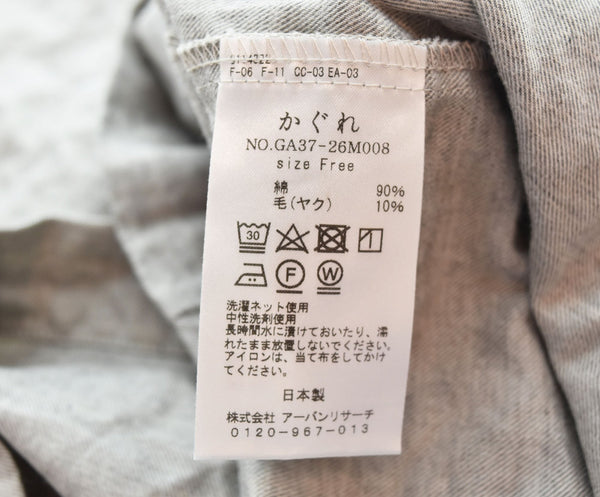 F-06 F-11 CC-03 EA-03
かぐれ
NO.GA37-26M008
size Free
綿 90%
毛(ヤク) 10%
30
F
W
洗濯ネット使用
中性洗剤使用
長時間水に漬けておいたり、濡
れたまま放置しないでください。
アイロンは、当て布をしてかけ
てください。
日本製
株式会社 アーバンリサーチ
0120-967-013